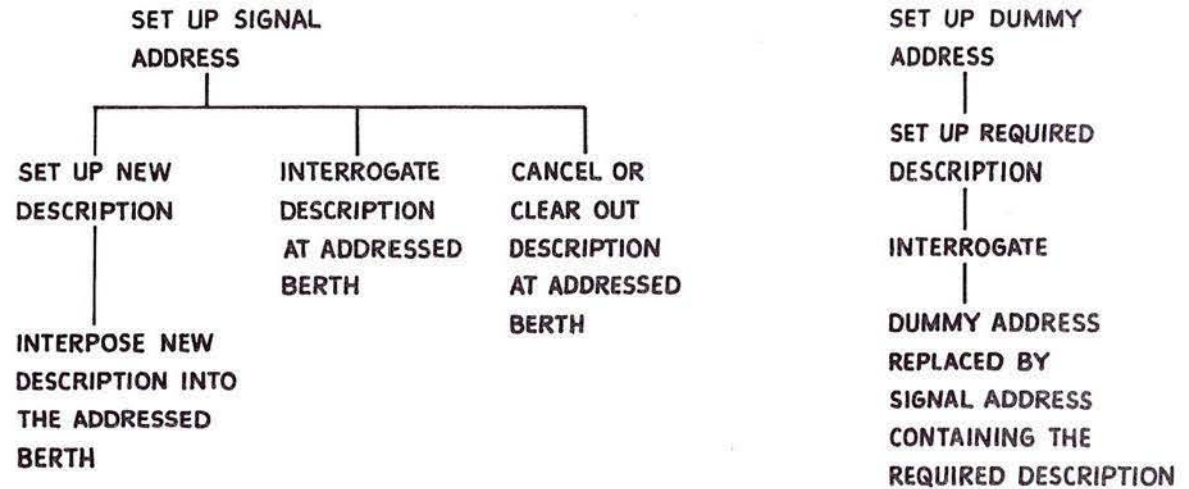 SET UP SIGNAL
ADDRESS
SET UP NEW
DESCRIPTION
INTERPOSE NEW
DESCRIPTION INTO
THE ADDRESSED
BERTH
INTERROGATE
DESCRIPTION
AT ADDRESSED
BERTH
CANCEL OR
CLEAR OUT
DESCRIPTION
AT ADDRESSED
BERTH
SET UP DUMMY
ADDRESS
SET UP REQUIRED
DESCRIPTION
INTERROGATE
DUMMY ADDRESS
REPLACED BY
SIGNAL ADDRESS
CONTAINING THE
REQUIRED DESCRIPTION